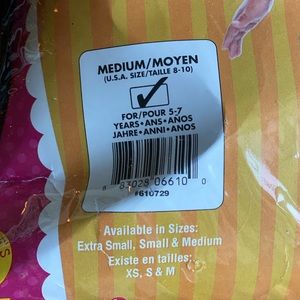 MEDIUM/MOYEN
(U.S.A. SIZE/TAILLE 8-10)
FOR/POUR 5-7
YEARS•ANS•AÑOS
JAHRE•ANNI•ANOS
8 83028 06610 0
#610729
Available in Sizes:
Extra Small, Small & Medium
Existe en tailles:
XS, S & M